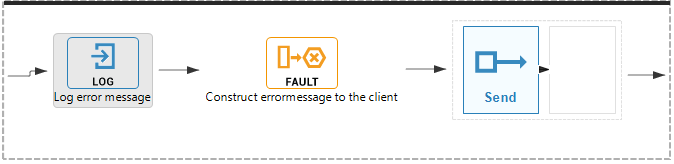 LOG
Log error message
FAULT
Construct errormessage to the client
Send